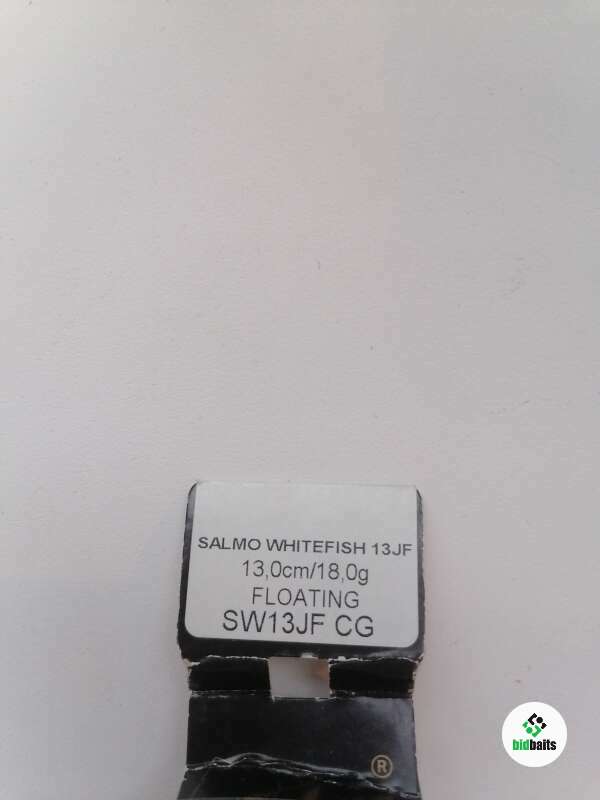 SALMO WHITEFISH 13JF
13,0cm/18,0g
FLOATING
SW13JF CG
®
bidbaits